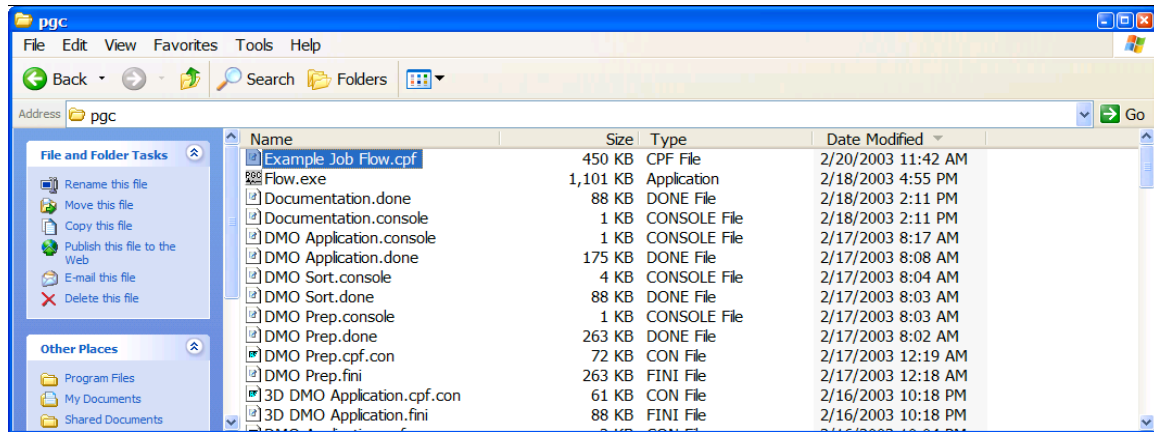 pgc
File Edit View Favorites Tools Help
Back Search Folders
Address pgc Go
Name Size Type Date Modified
File and Folder Tasks
Rename this file
Move this file
Copy this file
Publish this file to the
Web
E-mail this file
Delete this file
Other Places
Program Files
My Documents
Shared Documents
Example Job Flow.cpf 450 KB CPF File 2/20/2003 11:42 AM
Flow.exe 1,101 KB Application 2/18/2003 4:55 PM
Documentation.done 88 KB DONE File 2/18/2003 2:11 PM
Documentation.console 1 KB CONSOLE File 2/18/2003 2:11 PM
DMO Application.console 1 KB CONSOLE File 2/17/2003 8:17 AM
DMO Application.done 175 KB DONE File 2/17/2003 8:08 AM
DMO Sort.console 4 KB CONSOLE File 2/17/2003 8:04 AM
DMO Sort.done 88 KB DONE File 2/17/2003 8:03 AM
DMO Prep.console 1 KB CONSOLE File 2/17/2003 8:03 AM
DMO Prep.done 263 KB DONE File 2/17/2003 8:02 AM
DMO Prep.cpf.con 72 KB CON File 2/17/2003 12:19 AM
DMO Prep.fini 263 KB FINI File 2/17/2003 12:18 AM
3D DMO Application.cpf.con 61 KB CON File 2/16/2003 10:18 PM
3D DMO Application.fini 88 KB FINI File 2/16/2003 10:18 PM